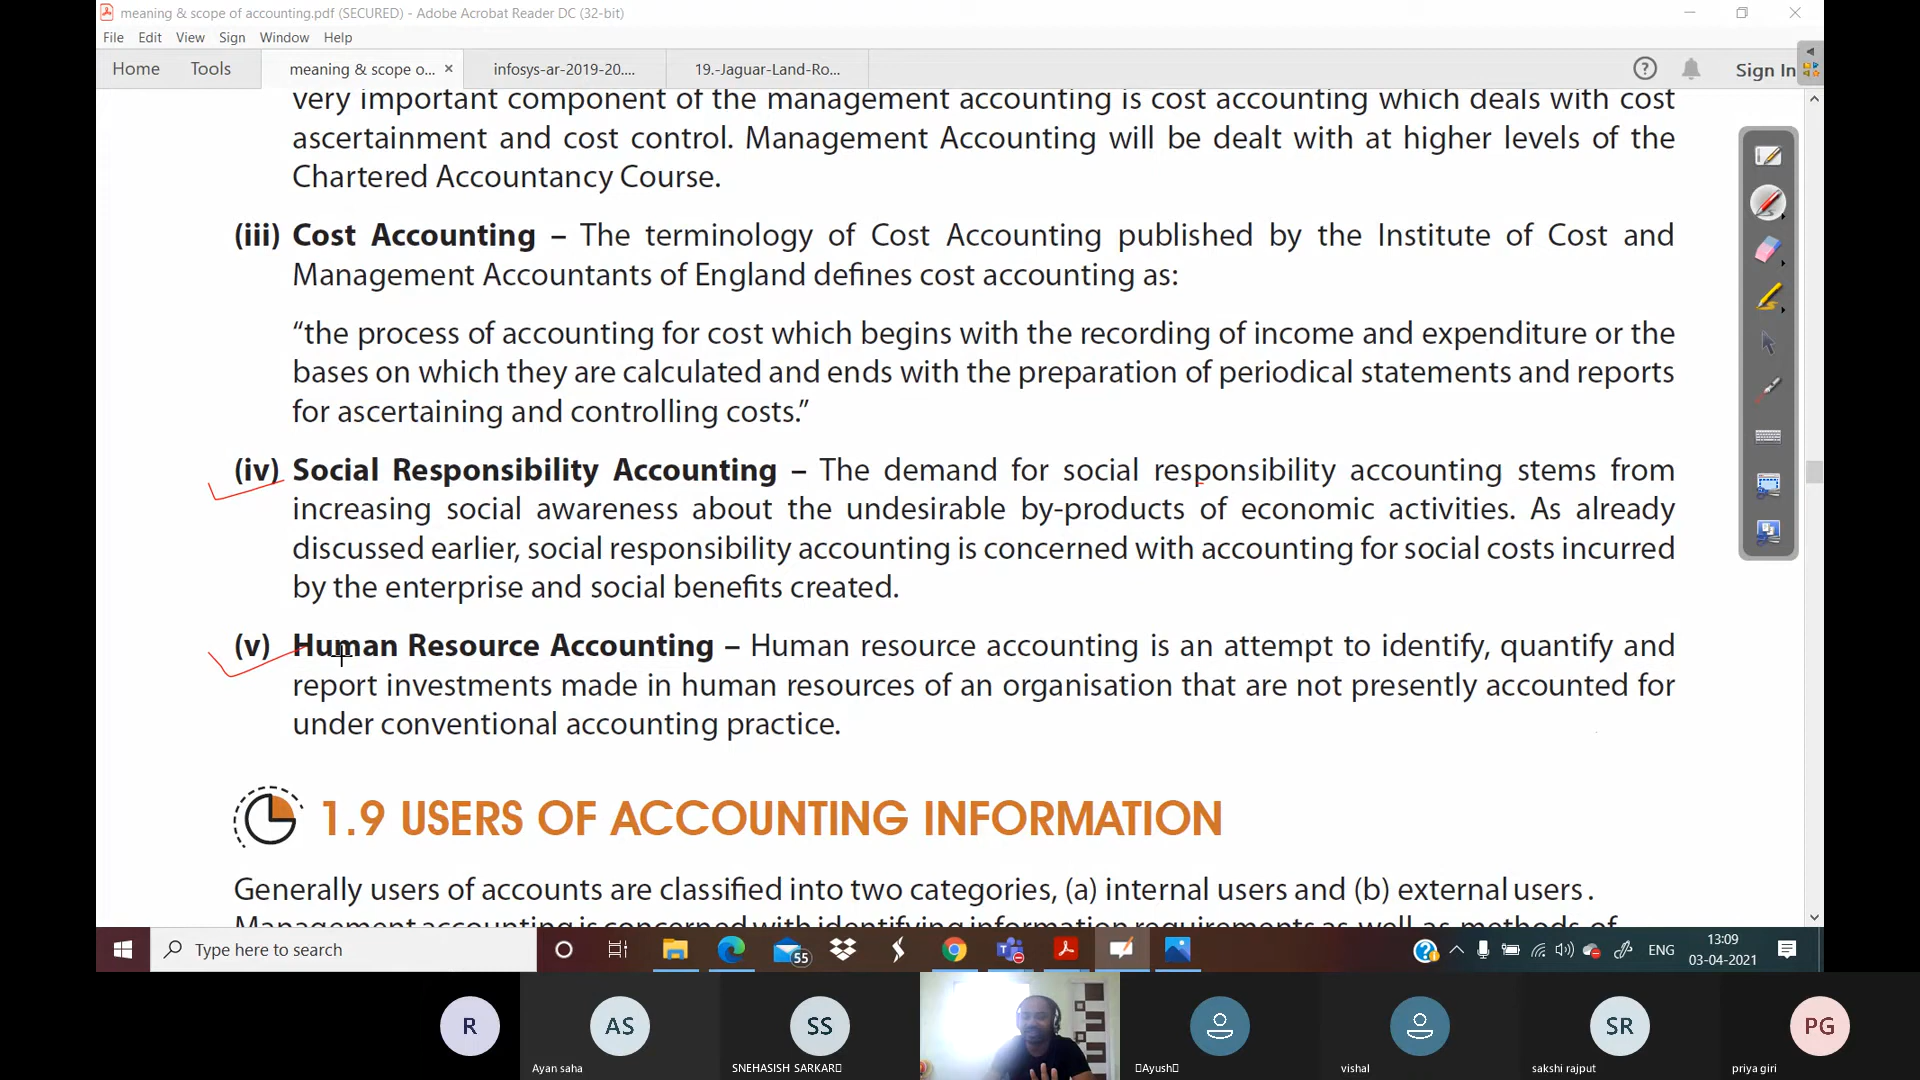 meaning & scope of accounting.pdf (SECURED) - Adobe Acrobat Reader DC (32-bit)
File Edit View Sign Window Help
Home Tools meaning & scope o... × infosys-ar-2019-20.... 19.-Jaguar-Land-Ro... Sign In
very important component of the management accounting is cost accounting which deals with cost
ascertainment and cost control. Management Accounting will be dealt with at higher levels of the
Chartered Accountancy Course.
(iii) Cost Accounting – The terminology of Cost Accounting published by the Institute of Cost and
Management Accountants of England defines cost accounting as:
“the process of accounting for cost which begins with the recording of income and expenditure or the
bases on which they are calculated and ends with the preparation of periodical statements and reports
for ascertaining and controlling costs.”
(iv) Social Responsibility Accounting – The demand for social responsibility accounting stems from
increasing social awareness about the undesirable by-products of economic activities. As already
discussed earlier, social responsibility accounting is concerned with accounting for social costs incurred
by the enterprise and social benefits created.
(v) Human Resource Accounting – Human resource accounting is an attempt to identify, quantify and
report investments made in human resources of an organisation that are not presently accounted for
under conventional accounting practice.
1.9 USERS OF ACCOUNTING INFORMATION
Generally users of accounts are classified into two categories, (a) internal users and (b) external users .
Management accounting is concerned with identifying information requirements as well as methods of
Type here to search
55
ENG
13:09
03-04-2021
R AS SS SR PG
Ayan saha SNEHASISH SARKAR Ayush vishal sakshi rajput priya giri